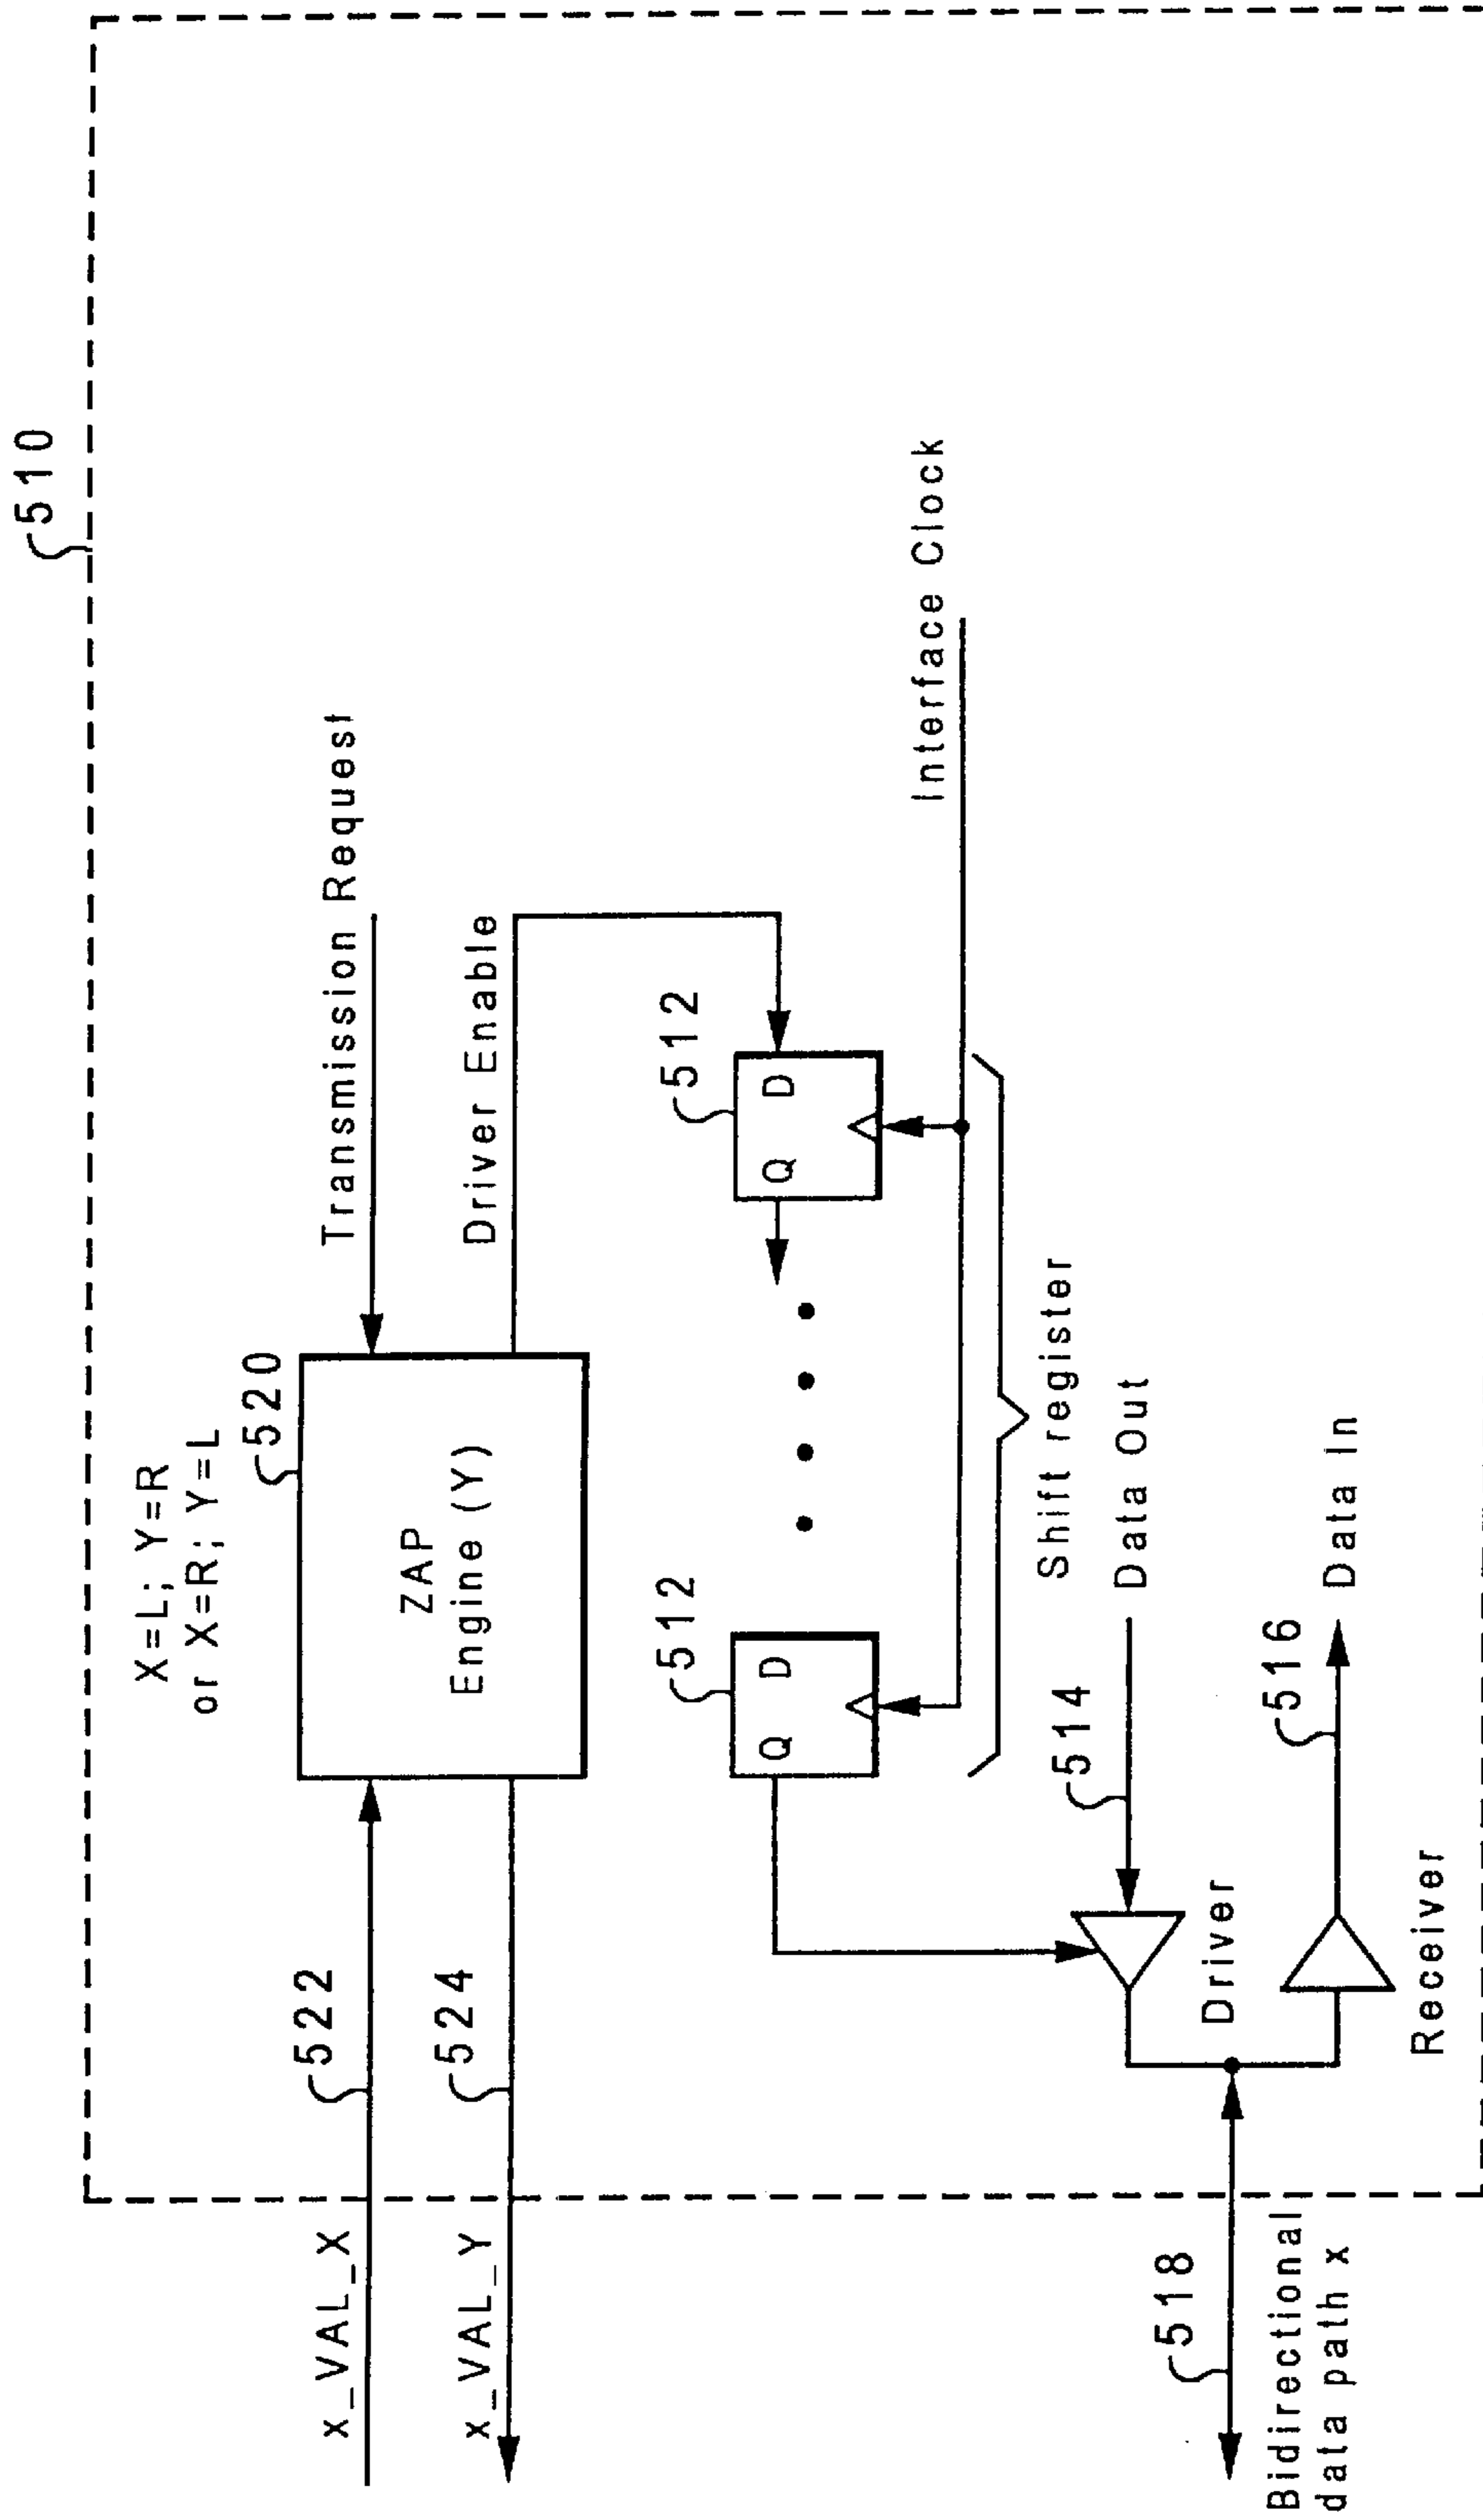 510
X=L; Y=R
or X=R; Y=L
520
522
x_VAL_X
ZAP
Engine (Y)
Transmission Request
524
x_VAL_Y
Driver Enable
512
Q D
512
Q D
Interface Clock
Shift register
514
Data Out
Driver
518
Bidirectional
data path x
516
Data In
Receiver